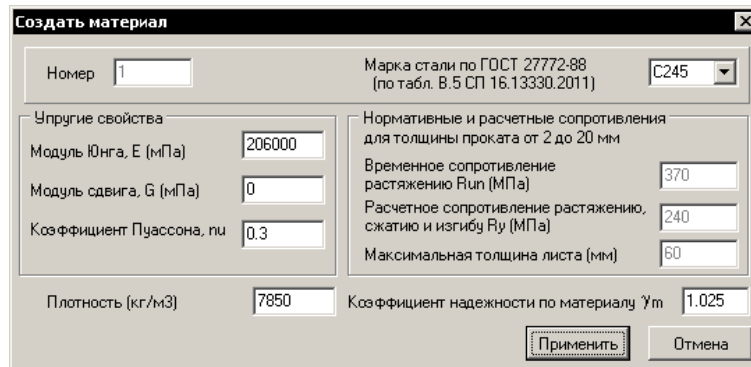 Создать материал
Номер 1
Марка стали по ГОСТ 27772-88
(по табл. В.5 СП 16.13330.2011)
С245
Упругие свойства
Модуль Юнга, E (мПа) 206000
Модуль сдвига, G (мПа) 0
Коэффициент Пуассона, nu 0.3
Нормативные и расчетные сопротивления
для толщины проката от 2 до 20 мм
Временное сопротивление
растяжению Run (МПа) 370
Расчетное сопротивление растяжению,
сжатию и изгибу Ry (МПа) 240
Максимальная толщина листа (мм) 60
Плотность (кг/м3) 7850
Коэффициент надежности по материалу γm 1.025
Применить
Отмена